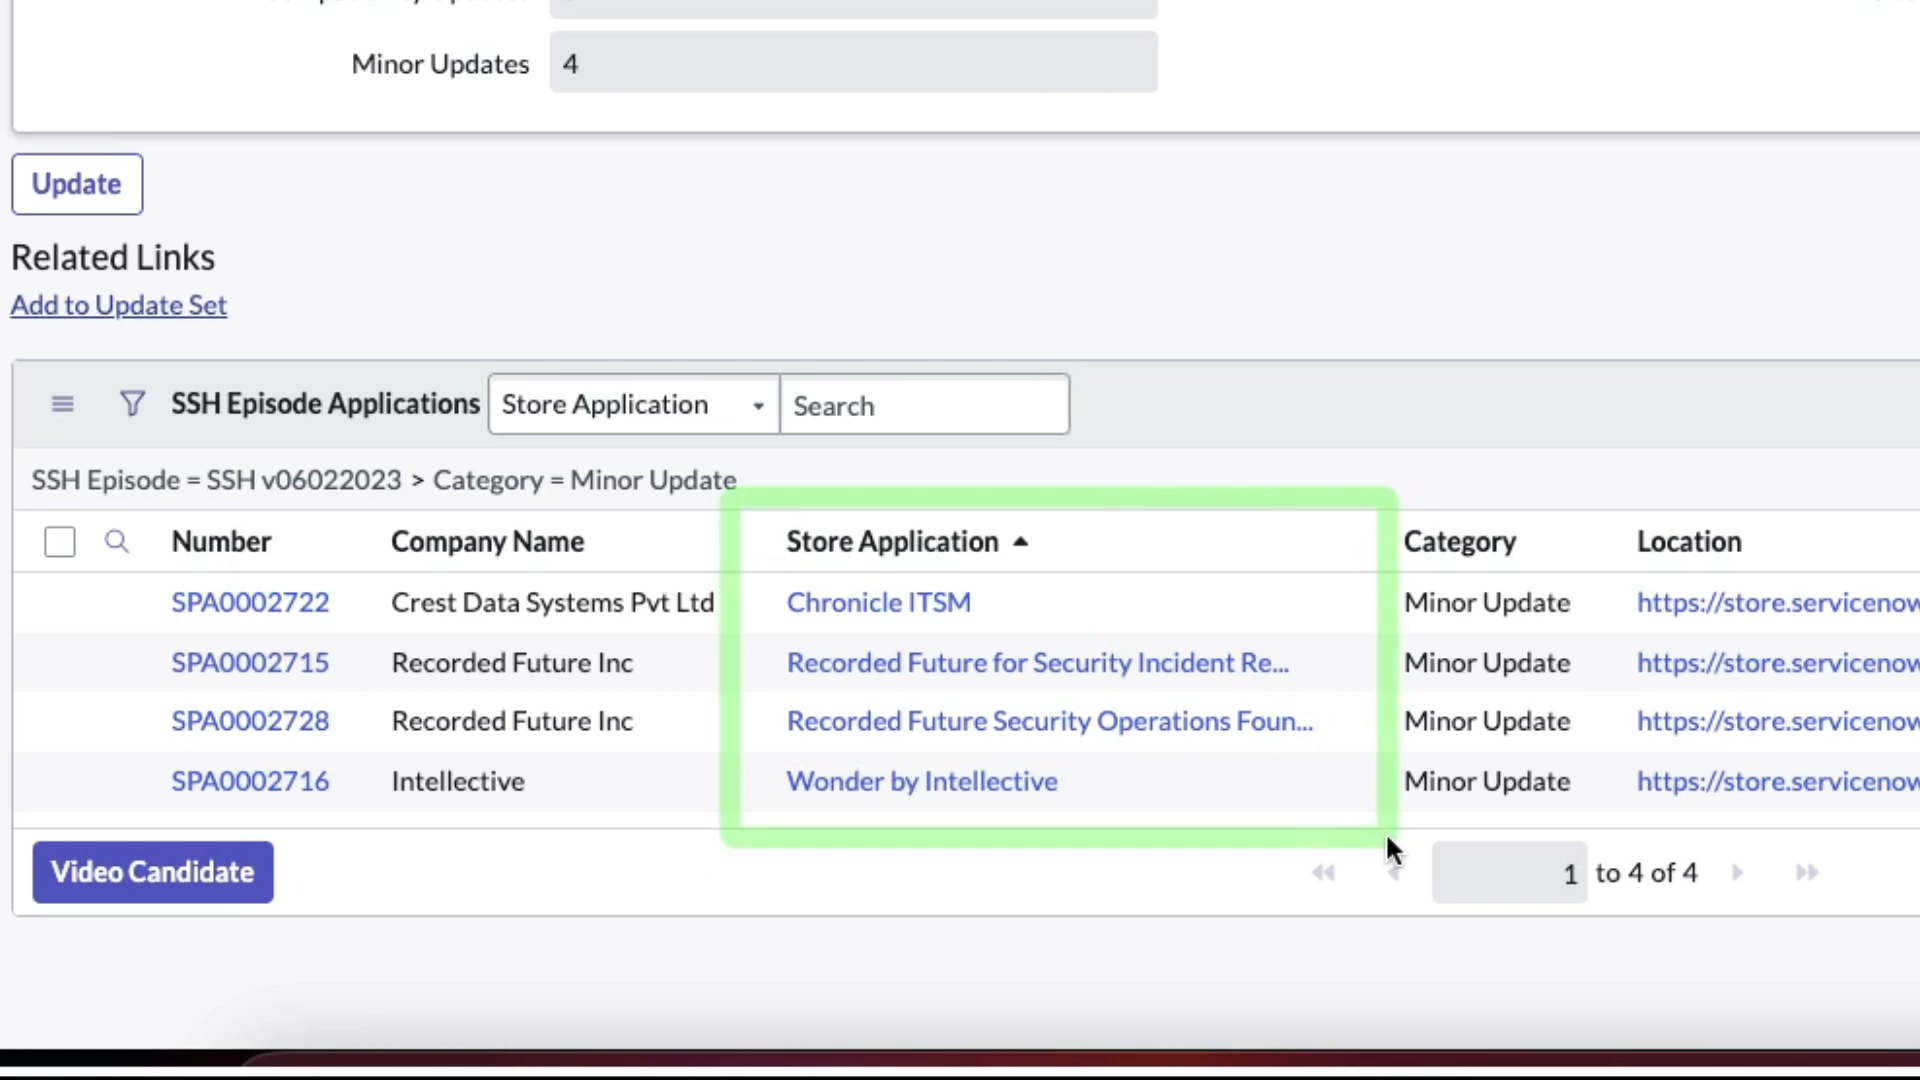 Minor Updates 4
Update
Related Links
Add to Update Set
SSH Episode Applications Store Application Search
SSH Episode = SSH v06022023 > Category = Minor Update
Number Company Name Store Application Category Location
SPA0002722 Crest Data Systems Pvt Ltd Chronicle ITSM Minor Update https://store.servicenow
SPA0002715 Recorded Future Inc Recorded Future for Security Incident Re... Minor Update https://store.servicenow
SPA0002728 Recorded Future Inc Recorded Future Security Operations Foun... Minor Update https://store.servicenow
SPA0002716 Intellective Wonder by Intellective Minor Update https://store.servicenow
Video Candidate 1 to 4 of 4